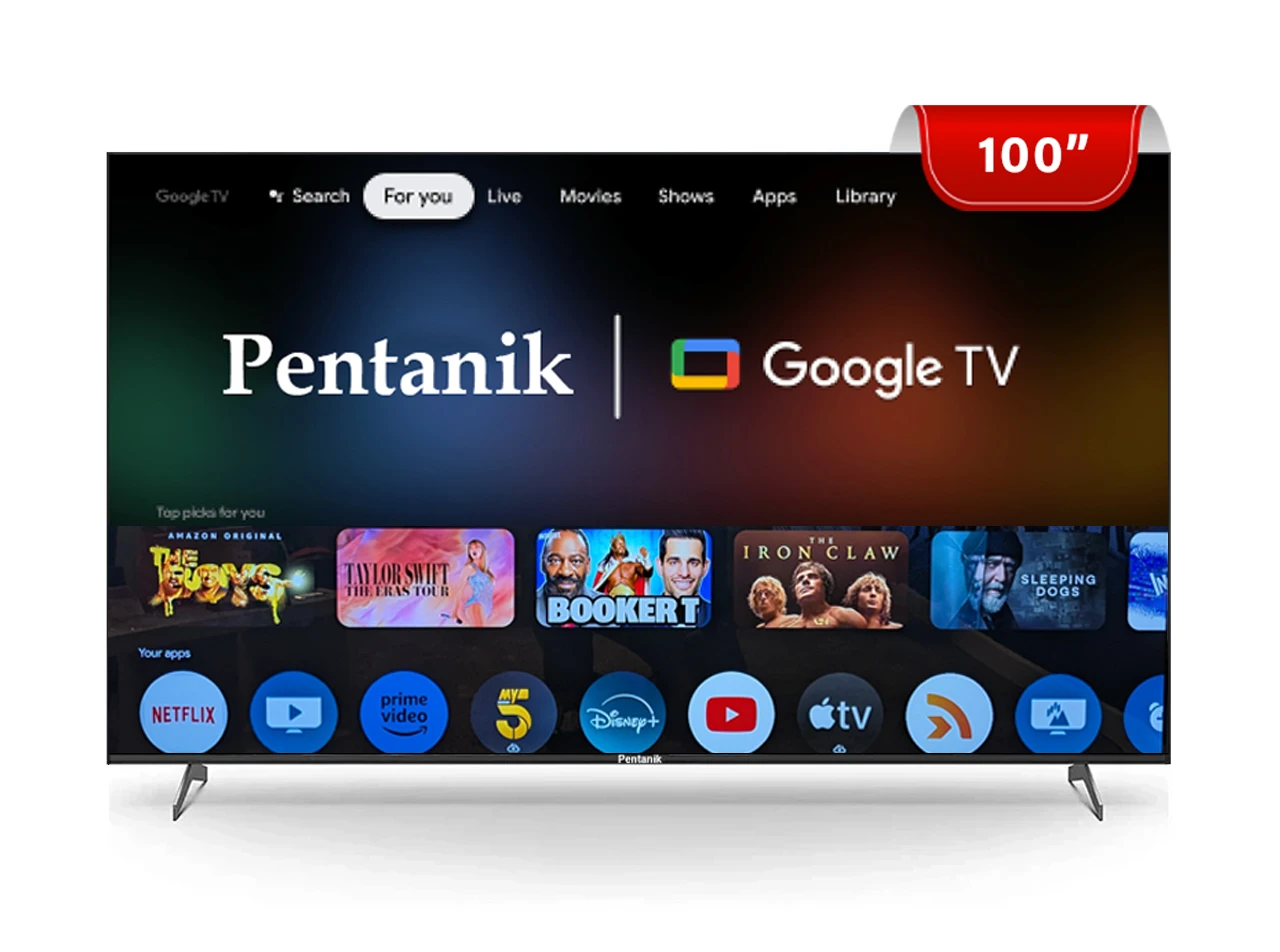 100”
Google TV Search For you Live Movies Shows Apps Library
Pentanik
Google TV
Top picks for you
AMAZON ORIGINAL
THE
BOYS
TAYLOR SWIFT
THE ERAS TOUR
BOOKER T
THE
IRON CLAW
SLEEPING
DOGS
Your apps
NETFLIX
prime
video
MY
5
Disney+
tv
Pentanik